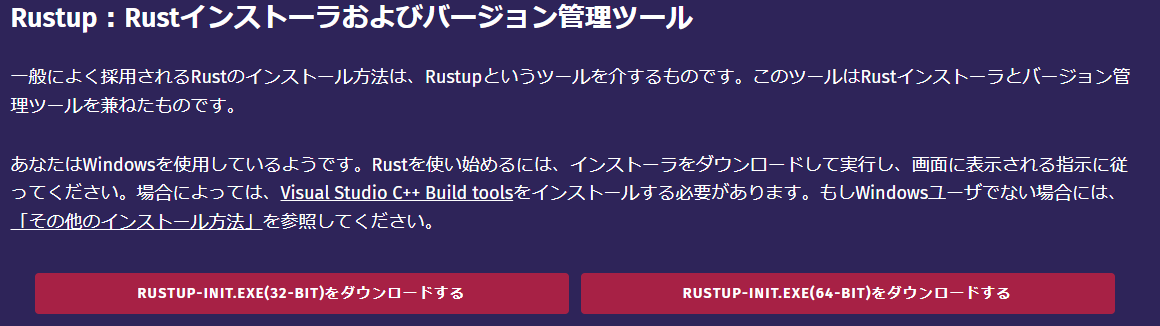 Rustup：Rustインストーラおよびバージョン管理ツール
一般によく採用されるRustのインストール方法は、Rustupというツールを介するものです。このツールはRustインストーラとバージョン管
理ツールを兼ねたものです。
あなたはWindowsを使用しているようです。Rustを使い始めるには、インストーラをダウンロードして実行し、画面に表示される指示に従
ってください。場合によっては、Visual Studio C++ Build toolsをインストールする必要があります。もしWindowsユーザでない場合には、
「その他のインストール方法」を参照してください。
RUSTUP-INIT.EXE(32-BIT)をダウンロードする
RUSTUP-INIT.EXE(64-BIT)をダウンロードする